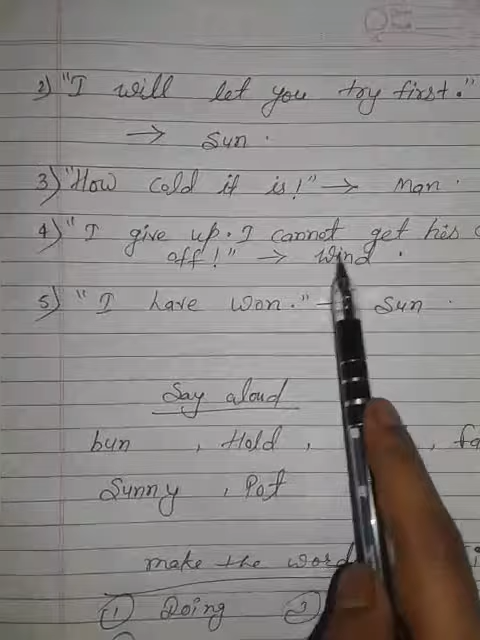 2) "I will let you try first."
→ Sun.
3) "How cold it is!" → Man.
4) "I give up. I cannot get his
off!" → Wind.
5) "I have won." → Sun.
Say aloud
bun, Hold,
Sunny, Pot
make the word
① Doing ②